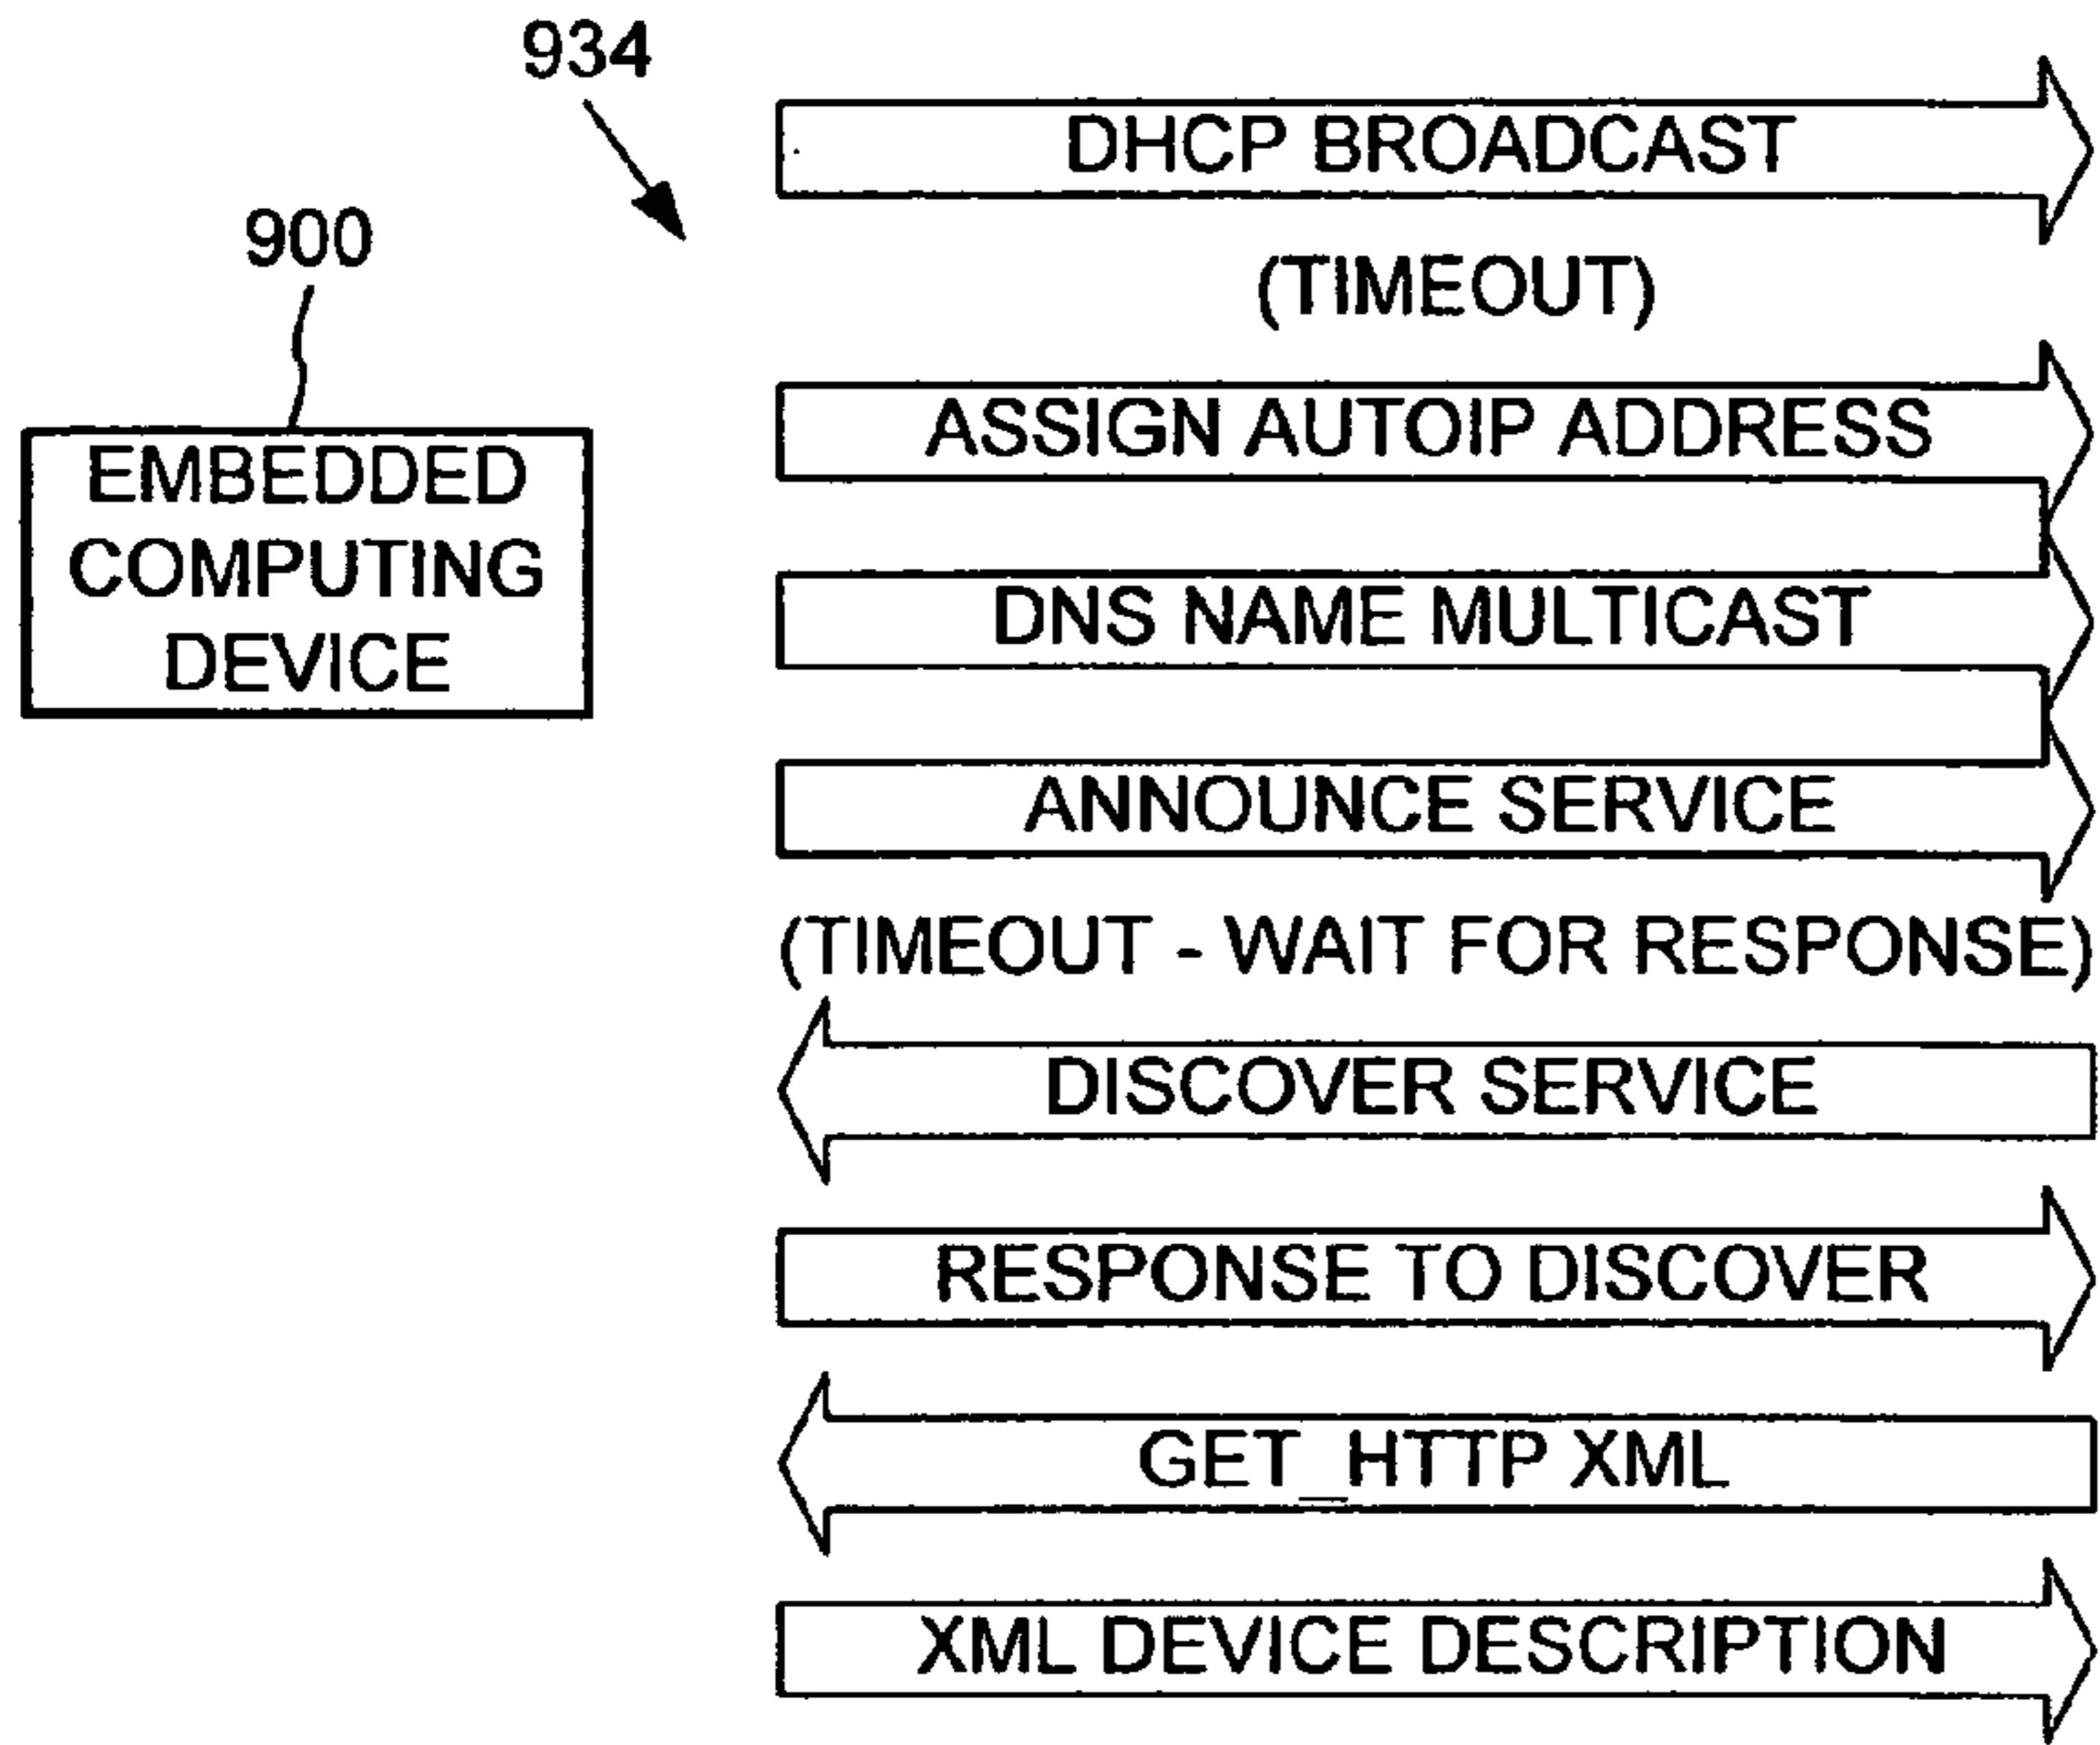 934
DHCP BROADCAST
900
(TIMEOUT)
ASSIGN AUTOIP ADDRESS
EMBEDDED
COMPUTING
DEVICE
DNS NAME MULTICAST
ANNOUNCE SERVICE
(TIMEOUT - WAIT FOR RESPONSE)
DISCOVER SERVICE
RESPONSE TO DISCOVER
GET_HTTP XML
XML DEVICE DESCRIPTION